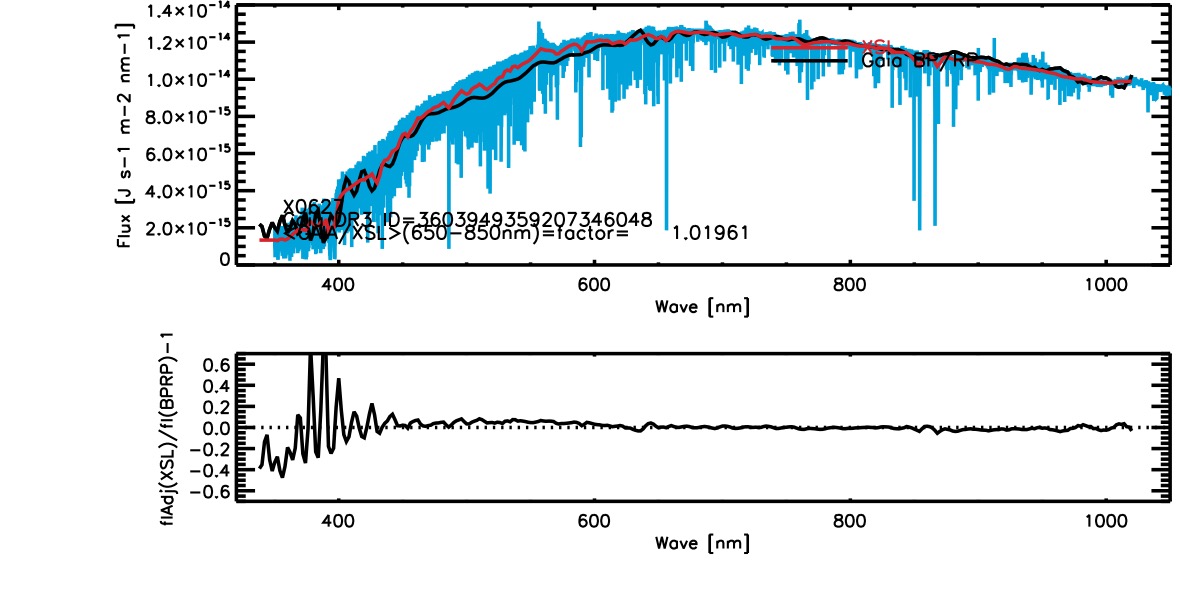 1.4×10−14
1.2×10−14
1.0×10−14
8.0×10−15
6.0×10−15
4.0×10−15
2.0×10−15
0
Flux [J s−1 m−2 nm−1]
XSL
Gaia BP/RP
X0627
Gaia DR3 ID=3603949359207346048
<GAIA/XSL>(650−850nm)=factor= 1.01961
400 600 800 1000
Wave [nm]
0.6
0.4
0.2
0.0
−0.2
−0.4
−0.6
flAdj(XSL)/fl(BPRP)−1
400 600 800 1000
Wave [nm]